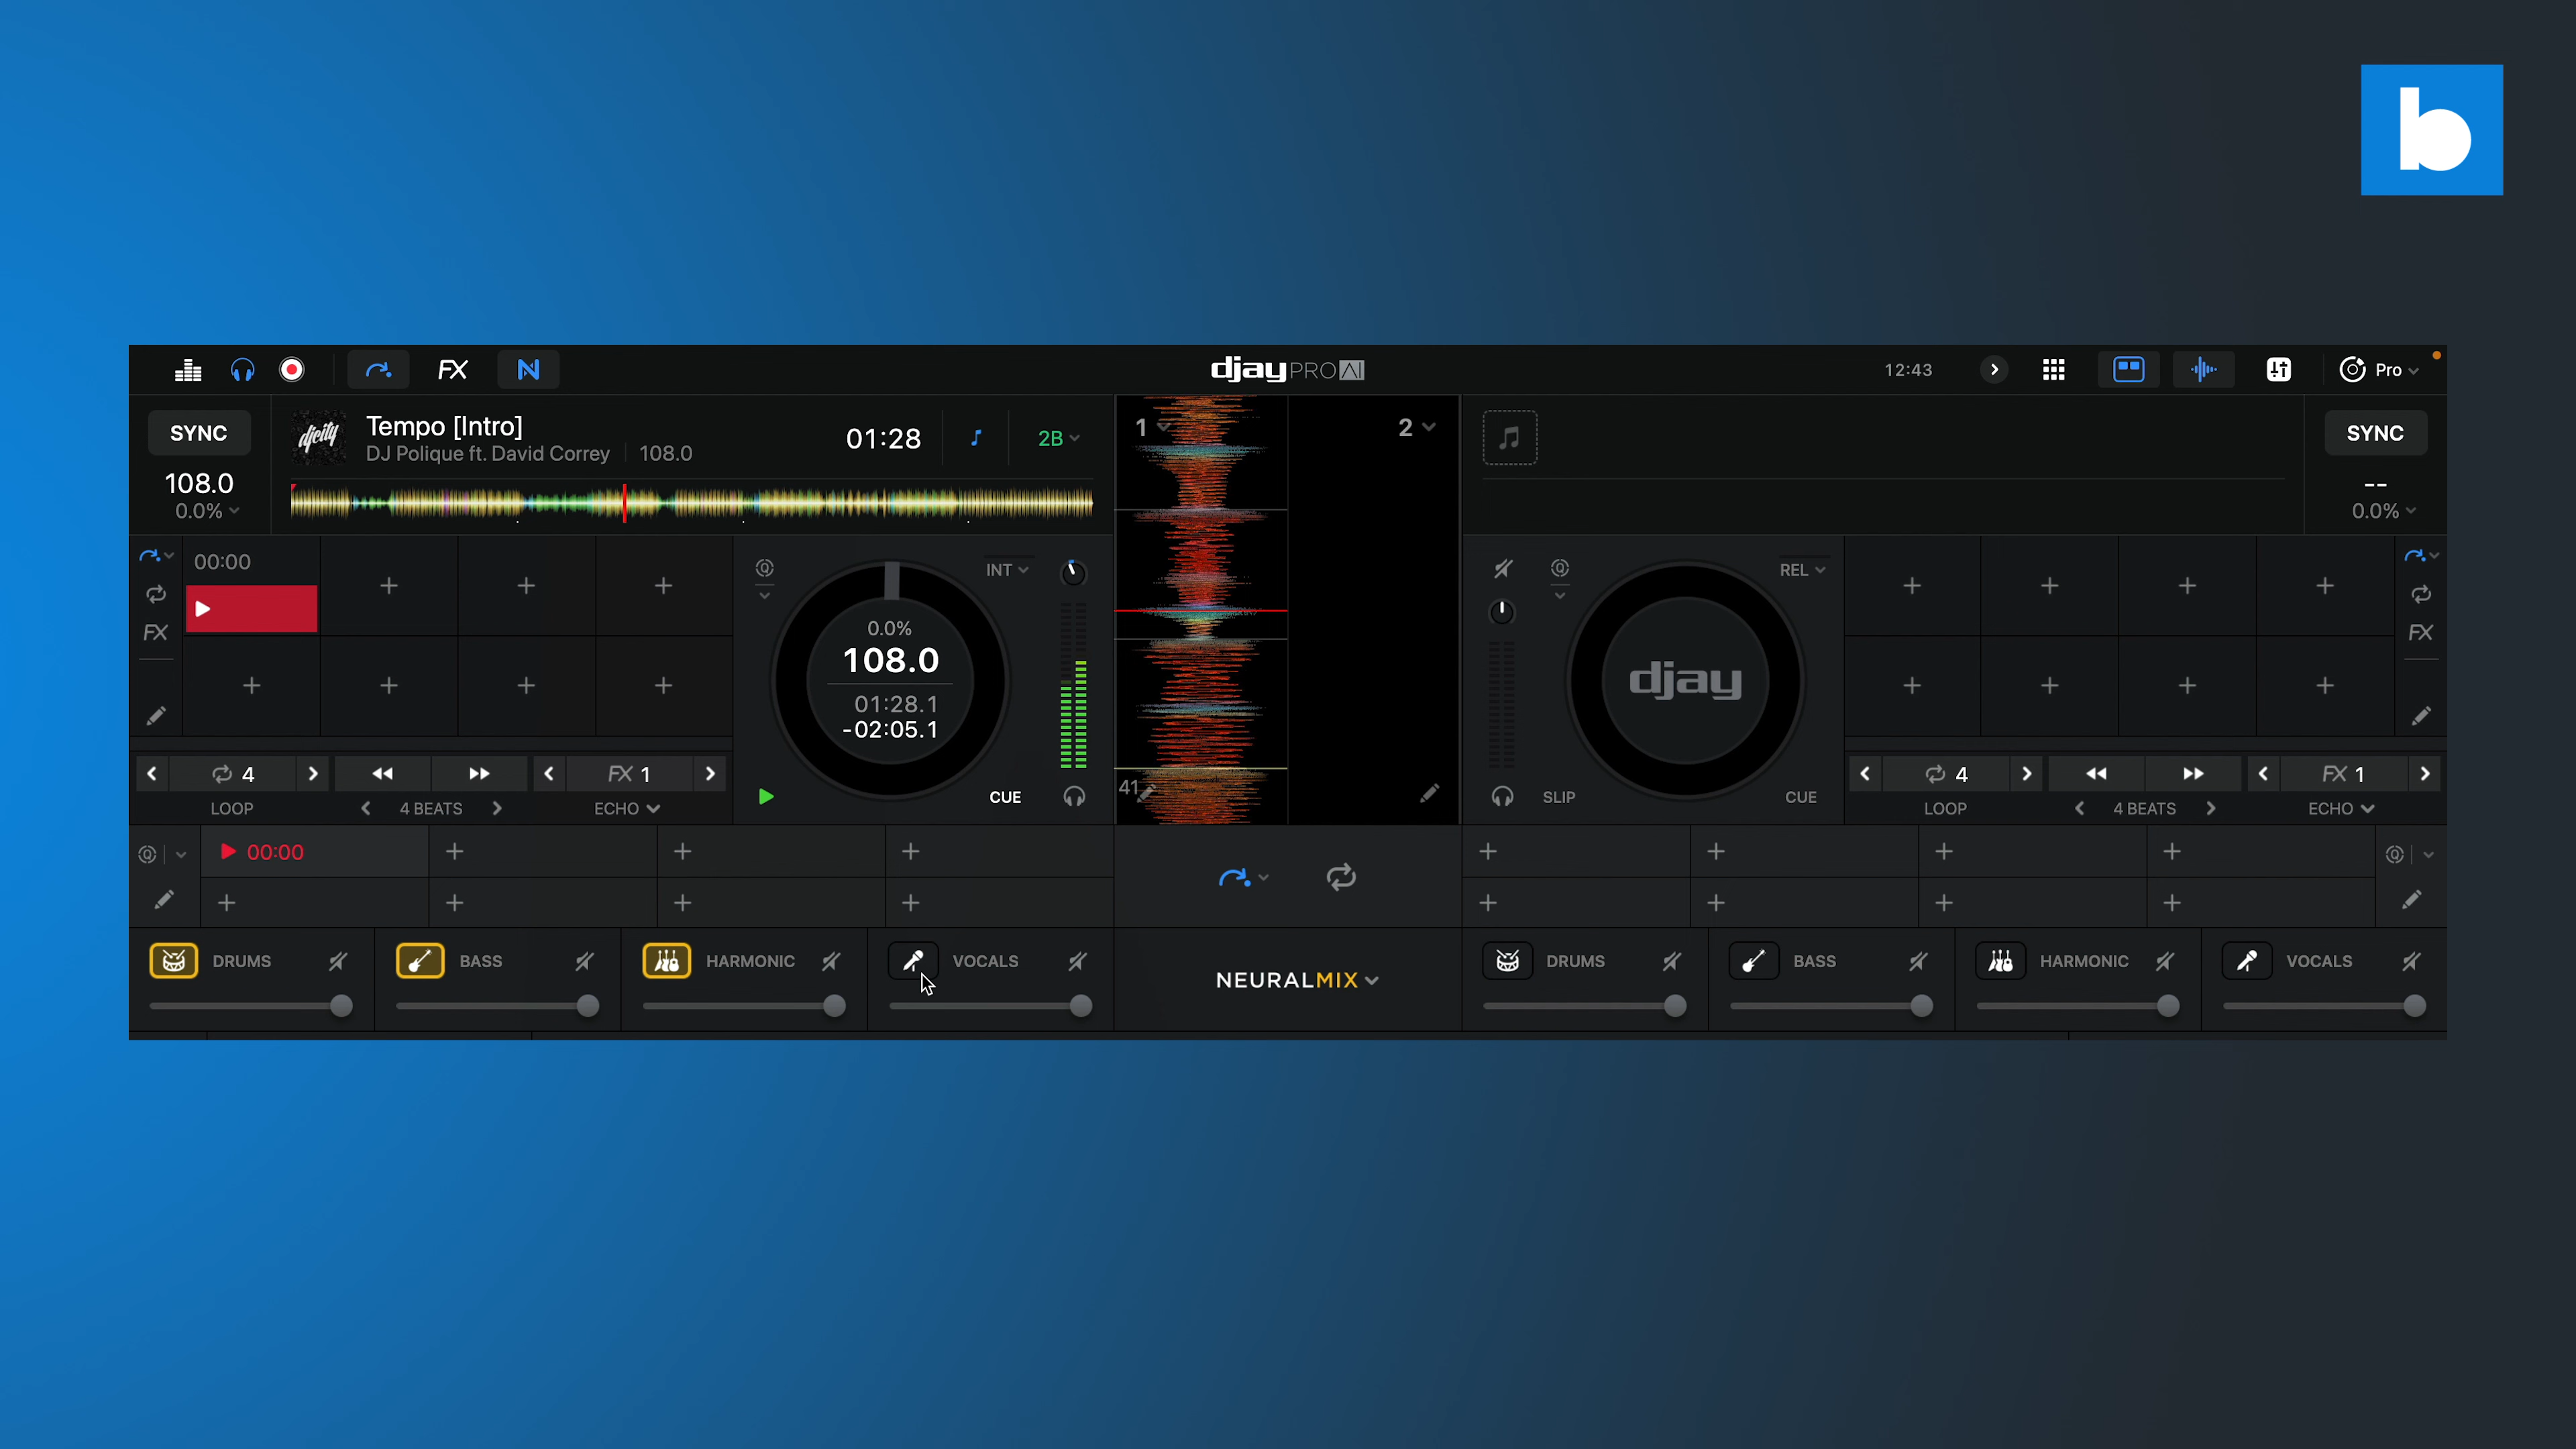 b
FX
N
djay PRO AI
12:43
Pro
SYNC
108.0
0.0%
djcity
Tempo [Intro]
DJ Polique ft. David Correy
108.0
01:28
2B
1
2
SYNC
--
0.0%
00:00
FX
INT
0.0%
108.0
01:28.1
-02:05.1
CUE
41
REL
djay
SLIP
CUE
FX
4
LOOP
4 BEATS
FX 1
ECHO
4
LOOP
4 BEATS
FX 1
ECHO
Q
00:00
Q
DRUMS
BASS
HARMONIC
VOCALS
NEURALMIX
DRUMS
BASS
HARMONIC
VOCALS